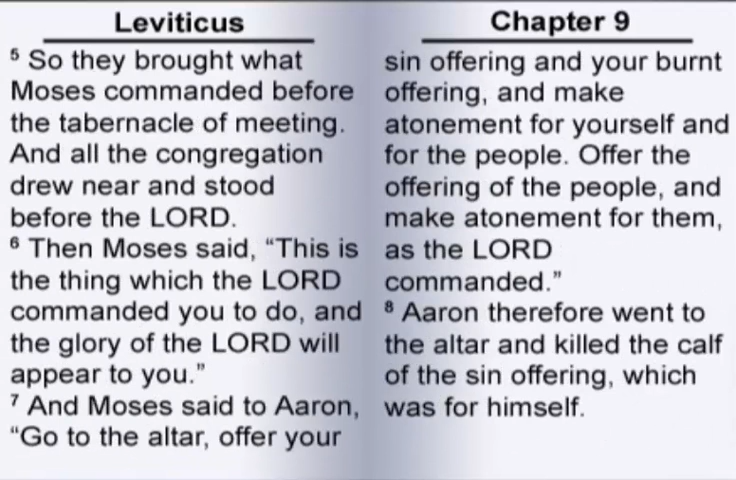 Leviticus
⁵ So they brought what
Moses commanded before
the tabernacle of meeting.
And all the congregation
drew near and stood
before the LORD.
⁶ Then Moses said, “This is
the thing which the LORD
commanded you to do, and
the glory of the LORD will
appear to you.”
⁷ And Moses said to Aaron,
“Go to the altar, offer your
Chapter 9
sin offering and your burnt
offering, and make
atonement for yourself and
for the people. Offer the
offering of the people, and
make atonement for them,
as the LORD
commanded.”
⁸ Aaron therefore went to
the altar and killed the calf
of the sin offering, which
was for himself.